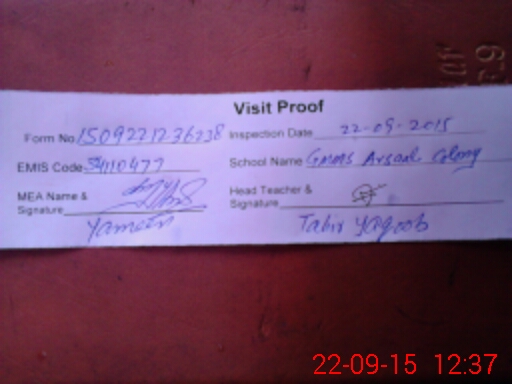 Visit Proof
Form No 1509221236738 Inspection Date 22-09-2015
EMIS Code 34110477 School Name GMMS Arsaal Colony
MEA Name & Signature Head Teacher & Signature
Yameen Tahir Yaqoob
22-09-15 12:37